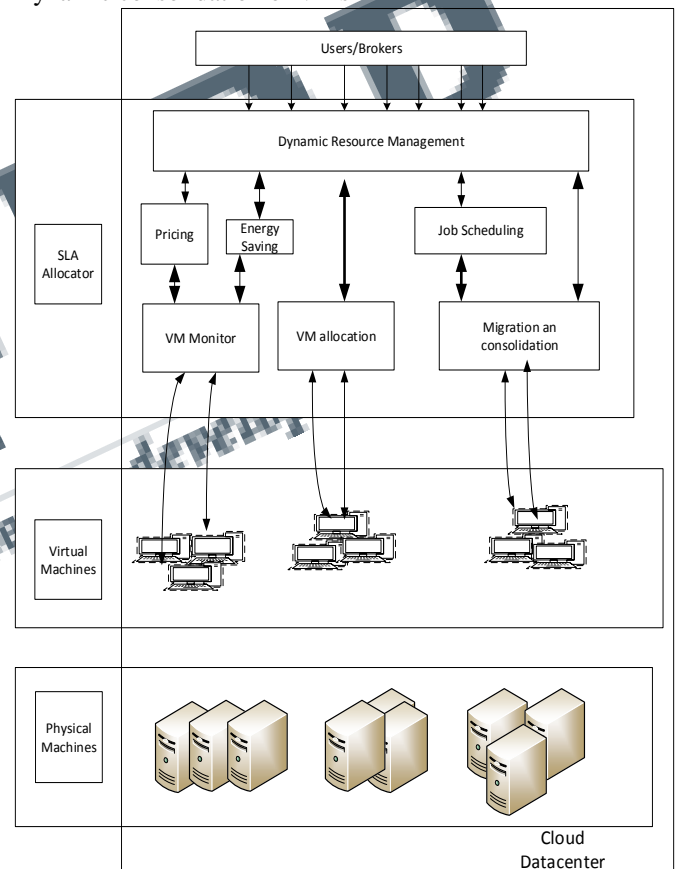 Users/Brokers
Dynamic Resource Management
Pricing
Energy
Saving
Job Scheduling
SLA
Allocator
VM Monitor
VM allocation
Migration an
consolidation
Virtual
Machines
Physical
Machines
Cloud
Datacenter